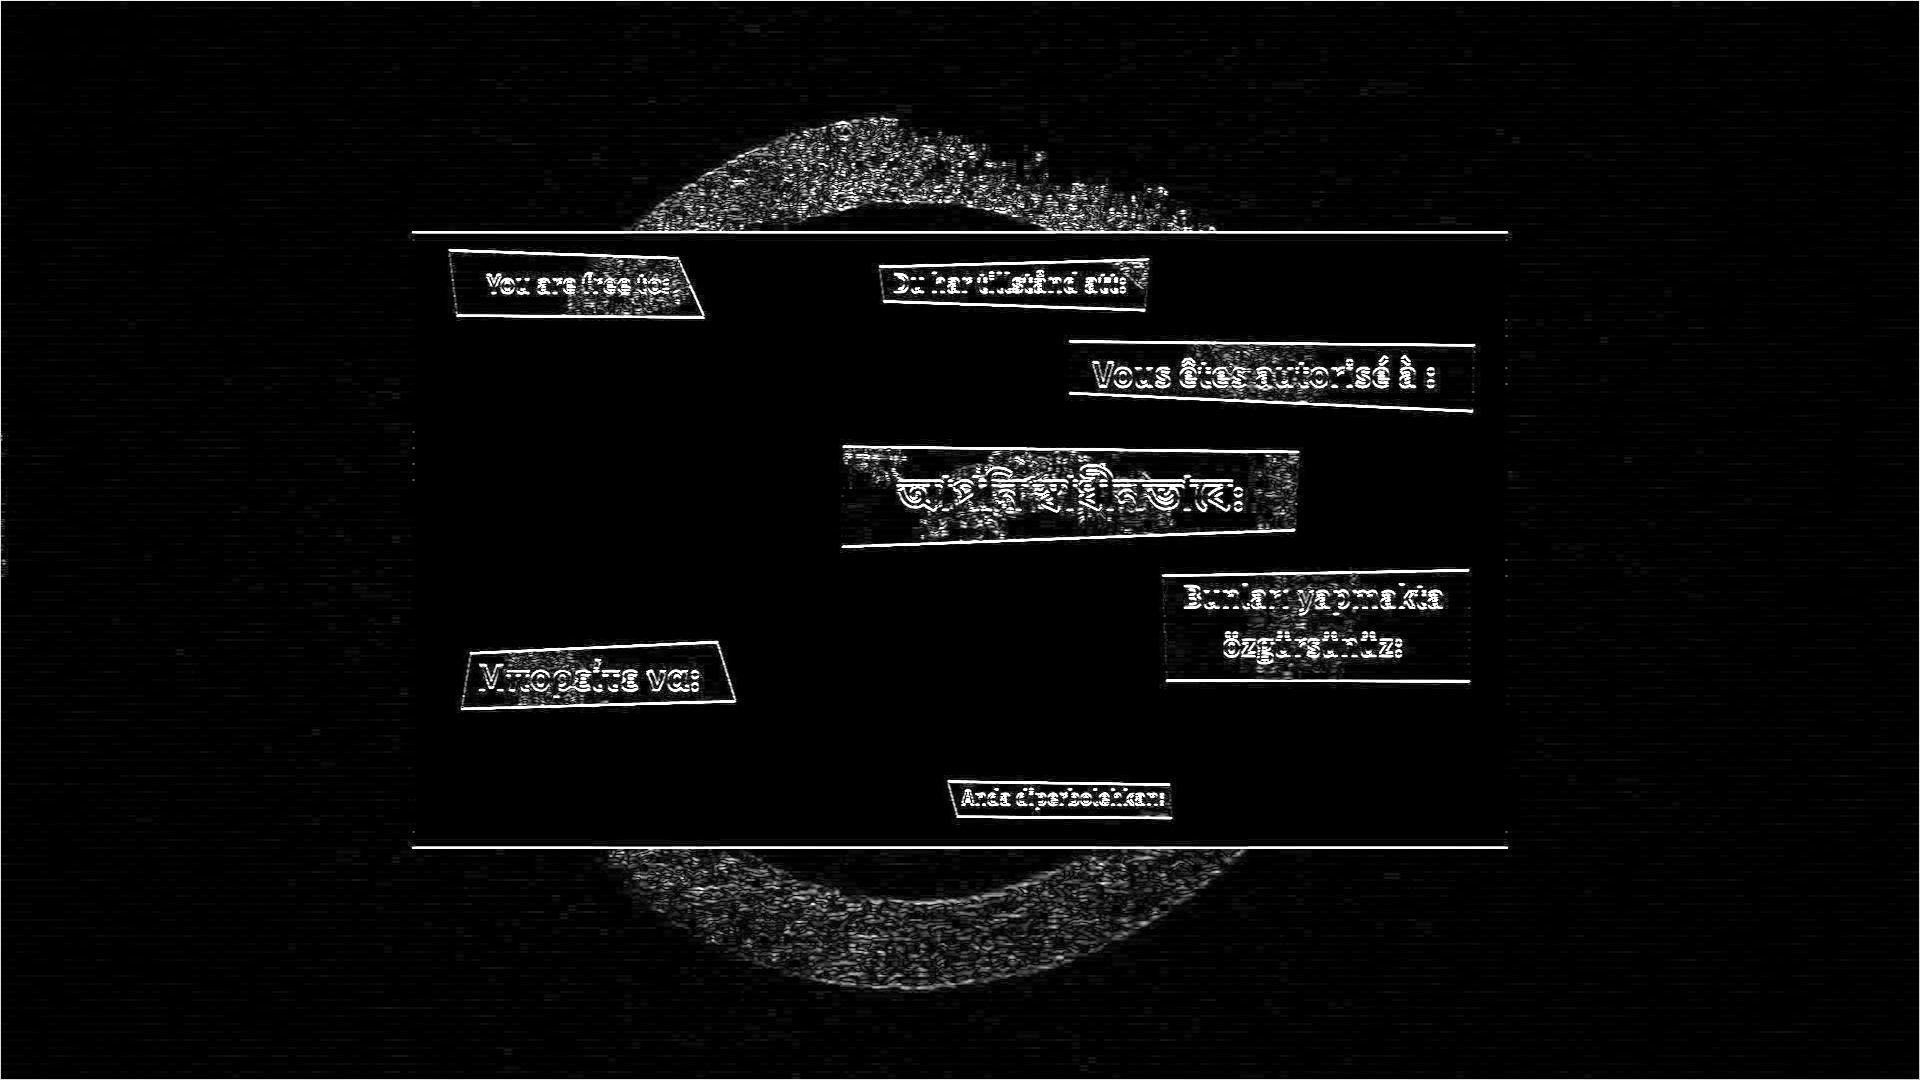 You are free to:
Du har tillstånd att:
Vous êtes autorisé à :
আপনি স্বাধীনভাবে:
Bunları yapmakta
özgürsünüz:
Μπορείτε να:
Anda diperbolehkan: